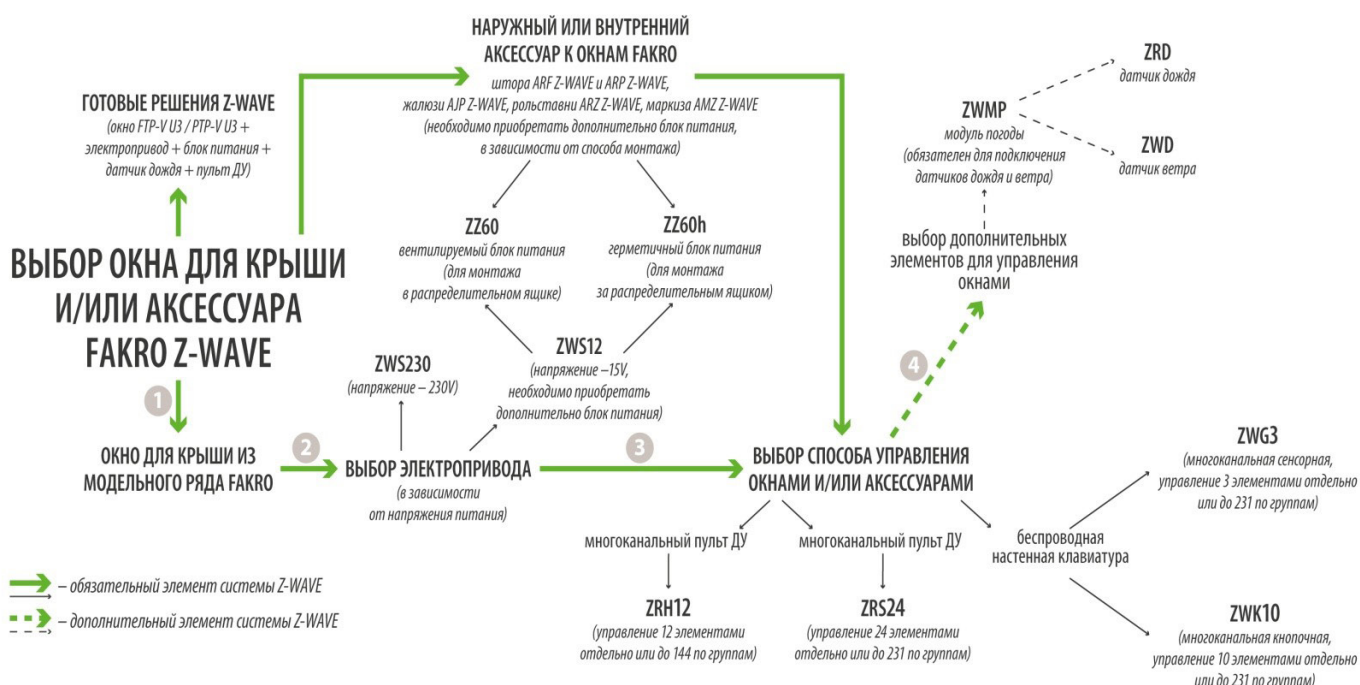 НАРУЖНЫЙ ИЛИ ВНУТРЕННИЙ
АКСЕССУАР К ОКНАМ FAKRO
штора ARF Z-WAVE и ARP Z-WAVE,
жалюзи AJP Z-WAVE, рольставни ARZ Z-WAVE, маркиза AMZ Z-WAVE
(необходимо приобретать дополнительно блок питания,
в зависимости от способа монтажа)
ГОТОВЫЕ РЕШЕНИЯ Z-WAVE
(окно FTP-V U3 / PTP-V U3 +
электропривод + блок питания +
датчик дождя + пульт ДУ)
ZRD
датчик дождя
ZWMP
модуль погоды
(обязателен для подключения
датчиков дождя и ветра)
ZWD
датчик ветра
ZZ60
вентилируемый блок питания
(для монтажа
в распределительном ящике)
ZZ60h
герметичный блок питания
(для монтажа
за распределительным ящиком)
выбор дополнительных
элементов для управления
окнами
ВЫБОР ОКНА ДЛЯ КРЫШИ
И/ИЛИ АКСЕССУАРА
FAKRO Z-WAVE
ZWS230
(напряжение – 230V)
ZWS12
(напряжение –15V,
необходимо приобретать
дополнительно блок питания)
1
4
ОКНО ДЛЯ КРЫШИ ИЗ
МОДЕЛЬНОГО РЯДА FAKRO
2
ВЫБОР ЭЛЕКТРОПРИВОДА
(в зависимости
от напряжения питания)
3
ВЫБОР СПОСОБА УПРАВЛЕНИЯ
ОКНАМИ И/ИЛИ АКСЕССУАРАМИ
ZWG3
(многоканальная сенсорная,
управление 3 элементами отдельно
или до 231 по группам)
многоканальный пульт ДУ
многоканальный пульт ДУ
беспроводная
настенная клавиатура
ZRH12
(управление 12 элементами
отдельно или до 144 по группам)
ZRS24
(управление 24 элементами
отдельно или до 231 по группам)
ZWK10
(многоканальная кнопочная,
управление 10 элементами отдельно
или до 231 по группам)
– обязательный элемент системы Z-WAVE
– дополнительный элемент системы Z-WAVE